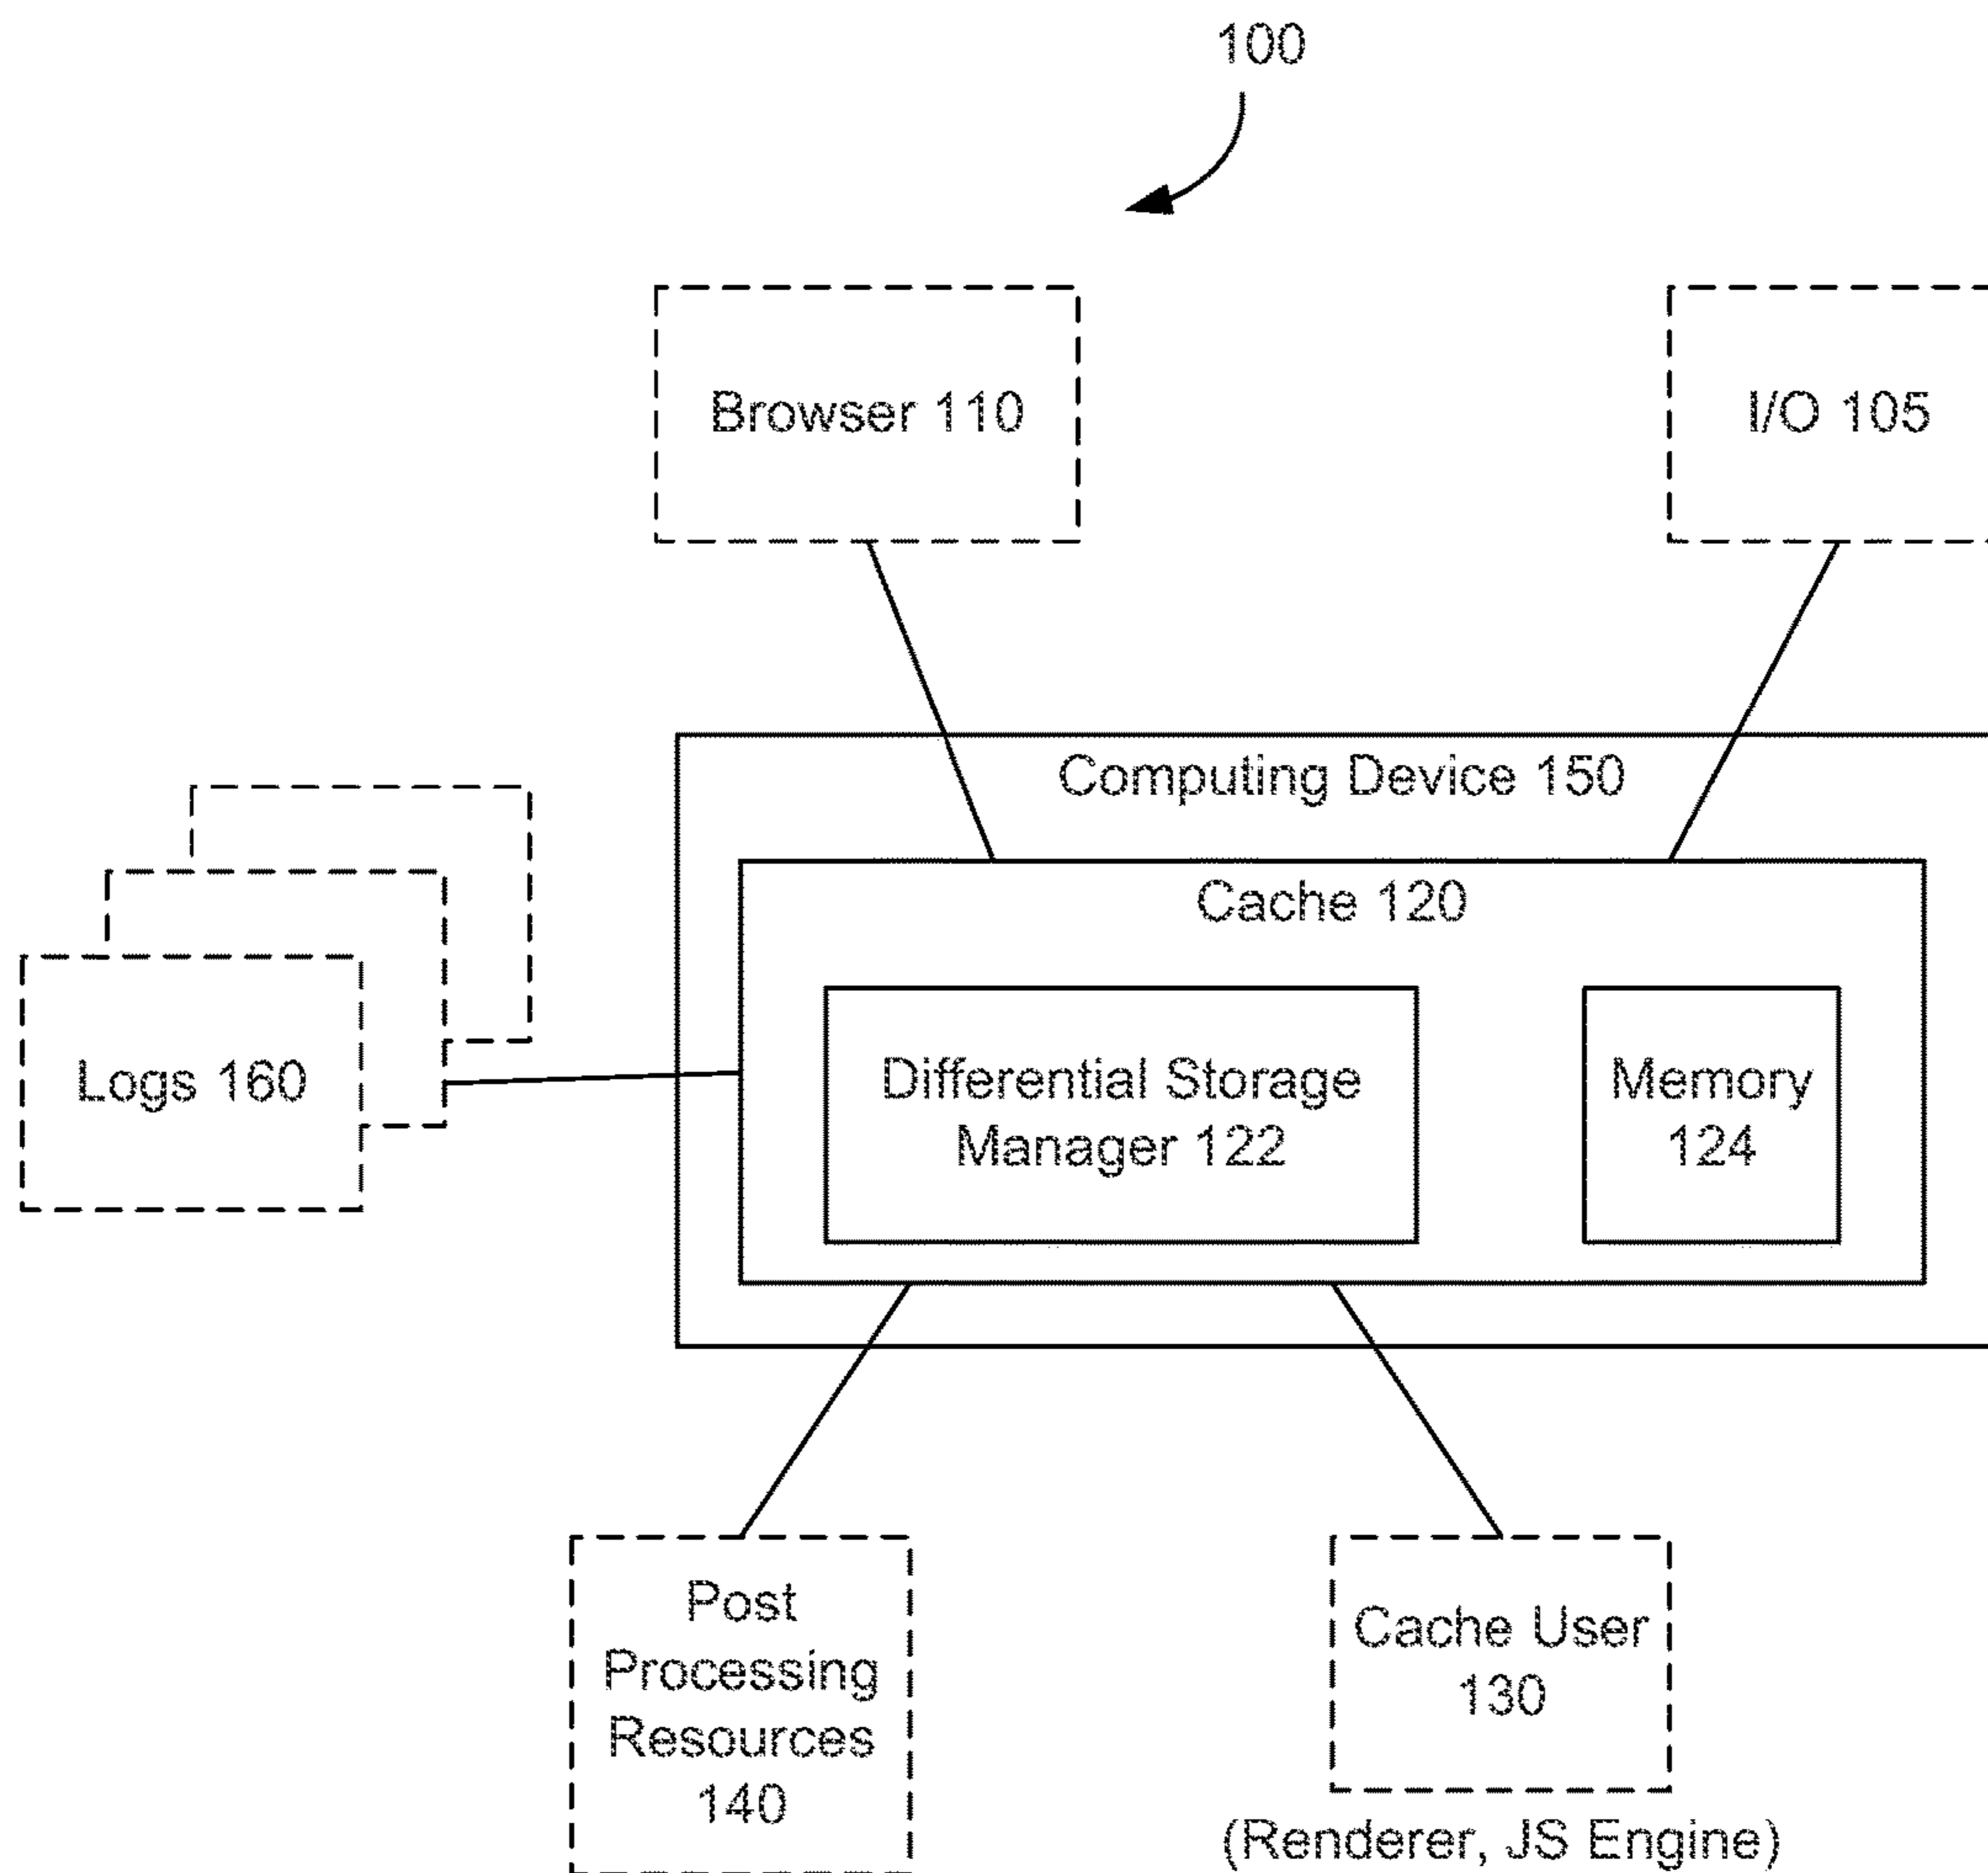 100
Browser 110
I/O 105
Computing Device 150
Cache 120
Logs 160
Differential Storage
Manager 122
Memory
124
Post
Processing
Resources
140
Cache User
130
(Renderer, JS Engine)